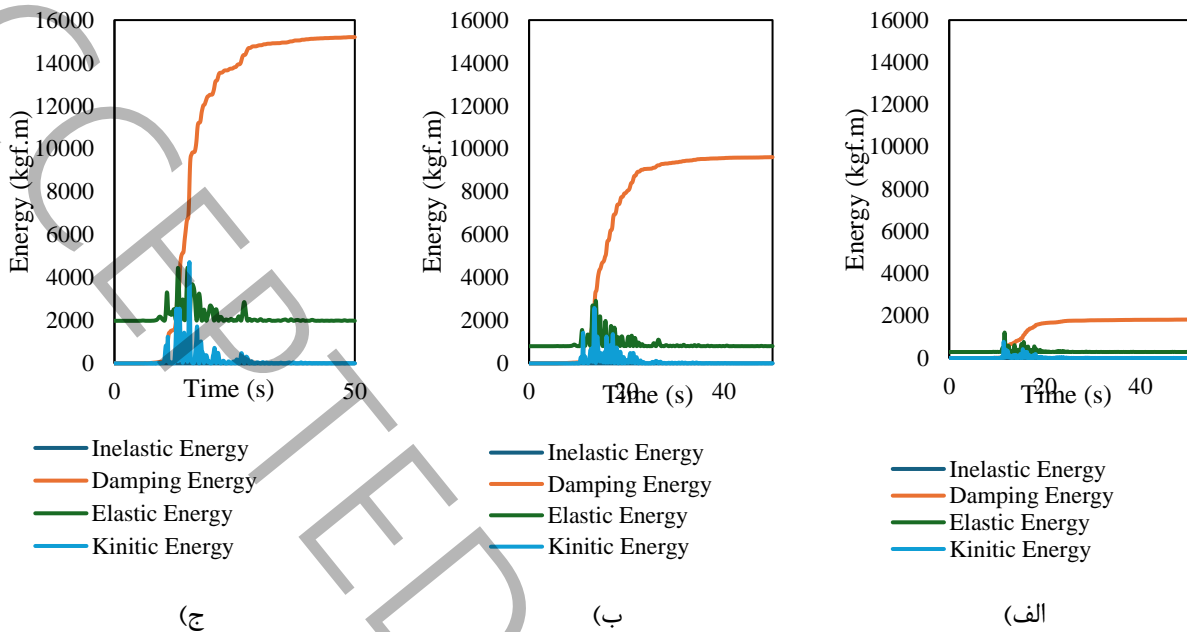 16000
14000
12000
10000
8000
6000
4000
2000
0
Energy (kgf.m)
0
50
Time (s)
Inelastic Energy
Damping Energy
Elastic Energy
Kinitic Energy
ج)
16000
14000
12000
10000
8000
6000
4000
2000
0
Energy (kgf.m)
0
20
40
Time (s)
Inelastic Energy
Damping Energy
Elastic Energy
Kinitic Energy
ب)
16000
14000
12000
10000
8000
6000
4000
2000
0
Energy (kgf.m)
0
20
40
Time (s)
Inelastic Energy
Damping Energy
Elastic Energy
Kinitic Energy
الف)
CCEPTED